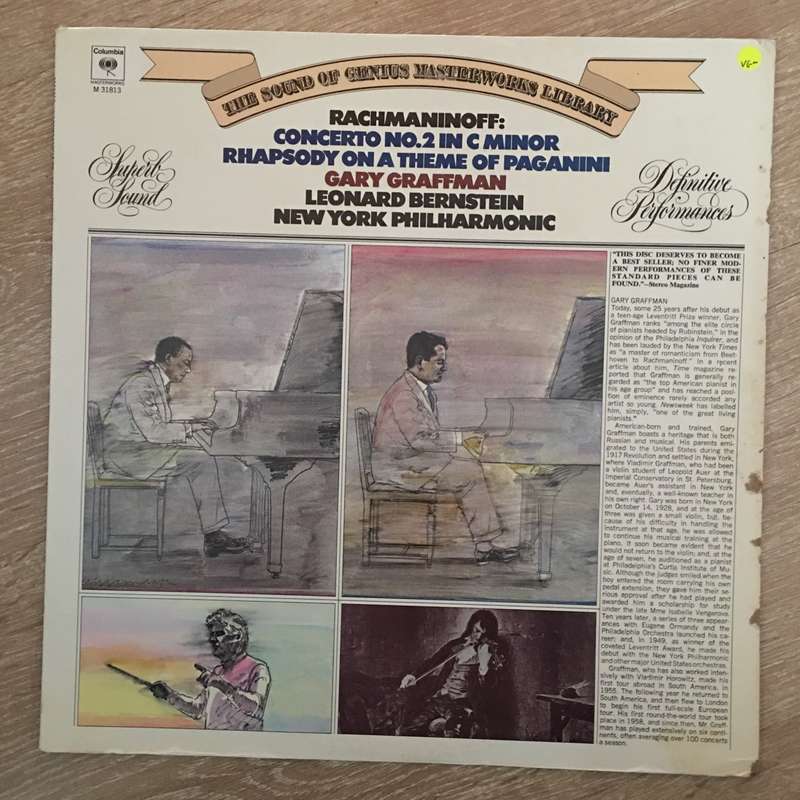 Columbia
MASTERWORKS
M 31813
THE SOUND OF GENIUS MASTERWORKS LIBRARY
VG-
RACHMANINOFF:
CONCERTO NO.2 IN C MINOR
RHAPSODY ON A THEME OF PAGANINI
GARY GRAFFMAN
LEONARD BERNSTEIN
NEW YORK PHILHARMONIC
Superb
Sound
Definitive
Performances
"THIS DISC DESERVES TO BECOME
A BEST SELLER; NO FINER MOD-
ERN PERFORMANCES OF THESE
STANDARD PIECES CAN BE
FOUND."—Stereo Magazine
GARY GRAFFMAN
Today, some 25 years after his debut as
a teen-age Leventritt Prize winner, Gary
Graffman ranks "among the elite circle
of pianists headed by Rubinstein," in the
opinion of the Philadelphia Inquirer, and
has been lauded by the New York Times
as "a master of romanticism from Beet-
hoven to Rachmaninoff." In a recent
article about him, Time magazine re-
ported that Graffman is generally re-
garded as "the top American pianist in
his age group" and has reached a posi-
tion of eminence rarely accorded any
artist so young. Newsweek has labelled
him, simply, "one of the great living
pianists."
American-born and trained, Gary
Graffman boasts a heritage that is both
Russian and musical. His parents emi-
grated to the United States during the
1917 Revolution and settled in New York,
where Vladimir Graffman, who had been
a violin student of Leopold Auer at the
Imperial Conservatory in St. Petersburg,
became Auer's assistant in New York
and, eventually, a well-known teacher in
his own right. Gary was born in New York
on October 14, 1928, and at the age of
three was given a small violin, but, be-
cause of his difficulty in handling the
instrument at that age, he was allowed
to continue his musical training at the
piano. It soon became evident that he
would not return to the violin; and, at the
age of seven, he auditioned as a pianist
at Philadelphia's Curtis Institute of Mu-
sic. Although the judges smiled when the
boy entered the room carrying his own
pedal extension, they gave him their se-
rious approval after he had played and
awarded him a scholarship for study
under the late Mme Isabella Vengerova.
Ten years later, a series of three appear-
ances with Eugene Ormandy and the
Philadelphia Orchestra launched his ca-
reer; and, in 1949, as winner of the
coveted Leventritt Award, he made his
debut with the New York Philharmonic
and other major United States orchestras.
Graffman, who has also worked inten-
sively with Vladimir Horowitz, made his
first tour abroad in South America, in
1955. The following year he returned to
South America, and then flew to London
to begin his first full-scale European
tour. His first round-the-world tour took
place in 1958, and since then, Mr. Graff-
man has played extensively on six conti-
nents, often averaging over 100 concerts
a season.